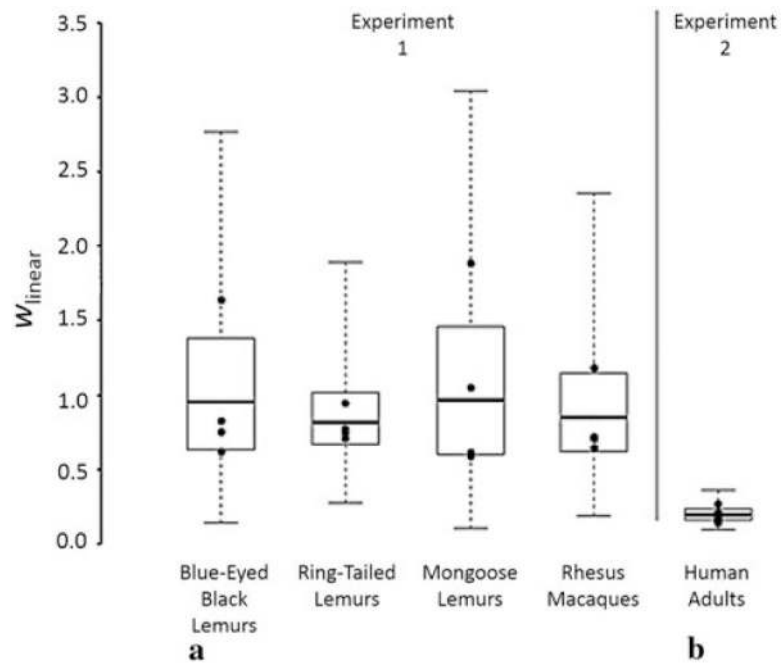 Experiment
1
Experiment
2
3.5
3.0
2.5
2.0
1.5
1.0
0.5
0.0
wlinear
Blue-Eyed
Black
Lemurs
Ring-Tailed
Lemurs
Mongoose
Lemurs
Rhesus
Macaques
Human
Adults
a
b